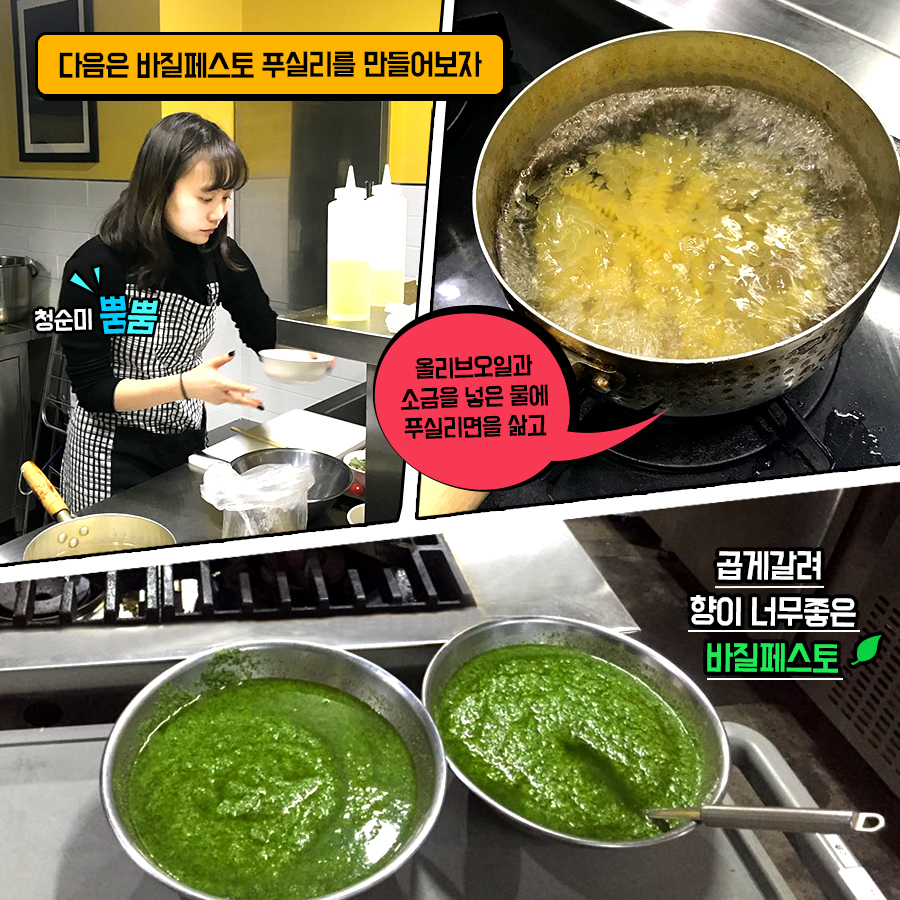 다음은 바질페스토 푸실리를 만들어보자
청순미 뿜뿜
올리브오일과
소금을 넣은 물에
푸실리면을 삶고
곱게갈려
향이 너무좋은
바질페스토